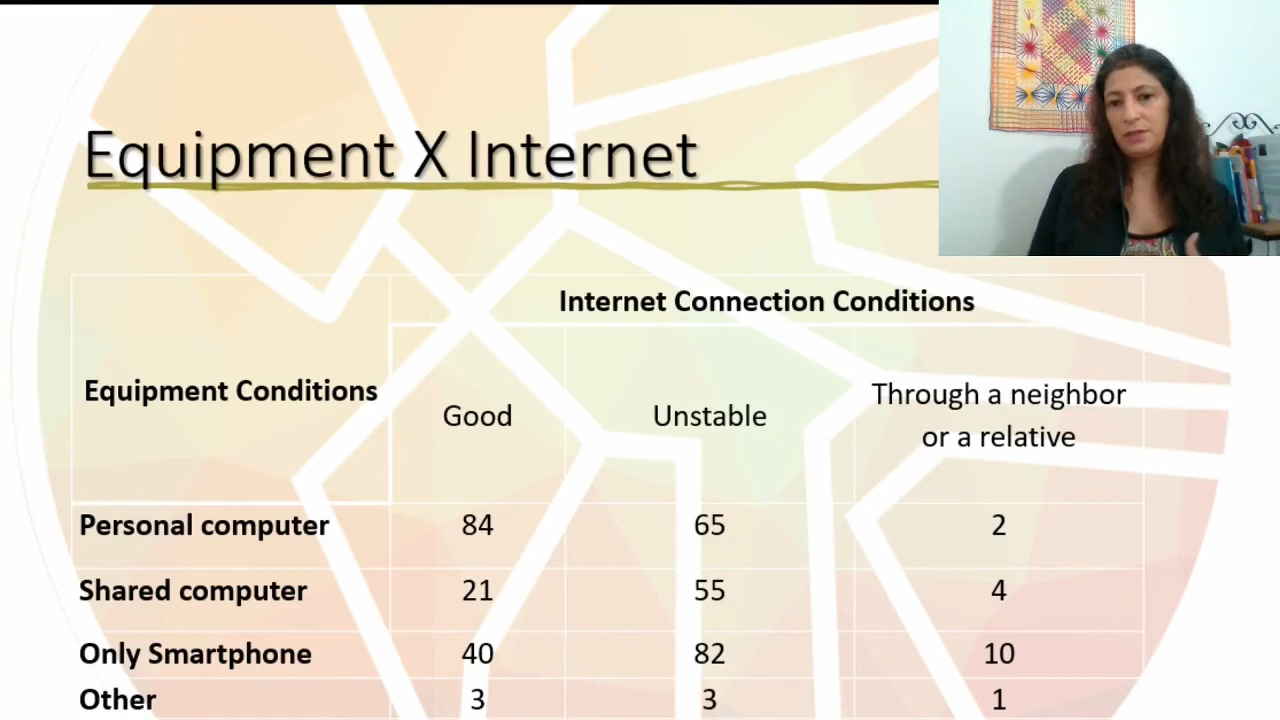 Equipment X Internet
Internet Connection Conditions
Equipment Conditions
Good
Unstable
Through a neighbor
or a relative
Personal computer 84 65 2
Shared computer 21 55 4
Only Smartphone 40 82 10
Other 3 3 1